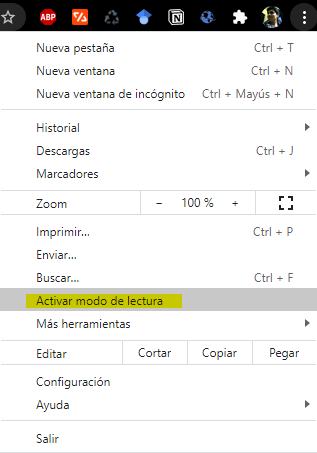 ABP
Nueva pestaña Ctrl + T
Nueva ventana Ctrl + N
Nueva ventana de incógnito Ctrl + Mayús + N
Historial
Descargas Ctrl + J
Marcadores
Zoom − 100 % +
Imprimir... Ctrl + P
Enviar...
Buscar... Ctrl + F
Activar modo de lectura
Más herramientas
Editar Cortar Copiar Pegar
Configuración
Ayuda
Salir